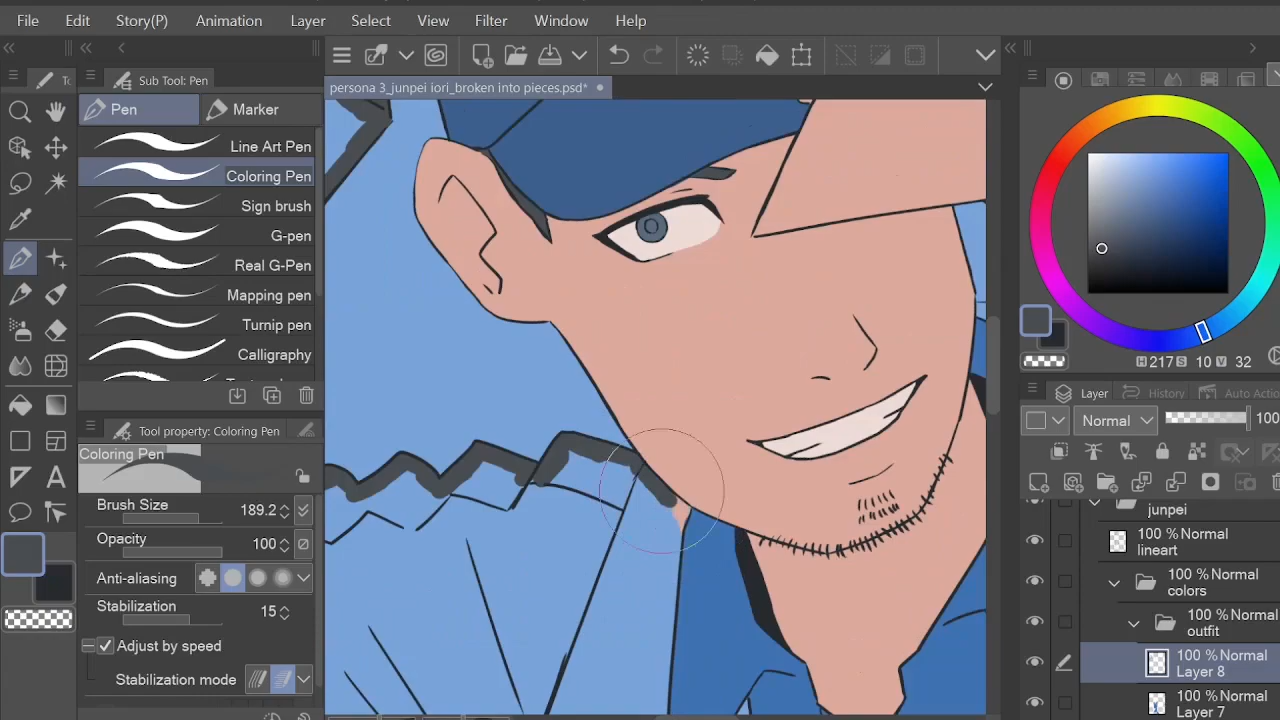 File Edit Story(P) Animation Layer Select View Filter Window Help
Sub Tool: Pen
persona 3_junpei iori_broken into pieces.psd*
Pen Marker
Line Art Pen
Coloring Pen
Sign brush
G-pen
Real G-Pen
Mapping pen
Turnip pen
Calligraphy
Tool property: Coloring Pen
Coloring Pen
Brush Size 189.2
Opacity 100
Anti-aliasing
Stabilization 15
Adjust by speed
Stabilization mode
H 217 S 10 V 32
Layer History Auto Actio
Normal 100
junpei
100 % Normal
lineart
100 % Normal
colors
100 % Normal
outfit
100 % Normal
Layer 8
100 % Normal
Layer 7